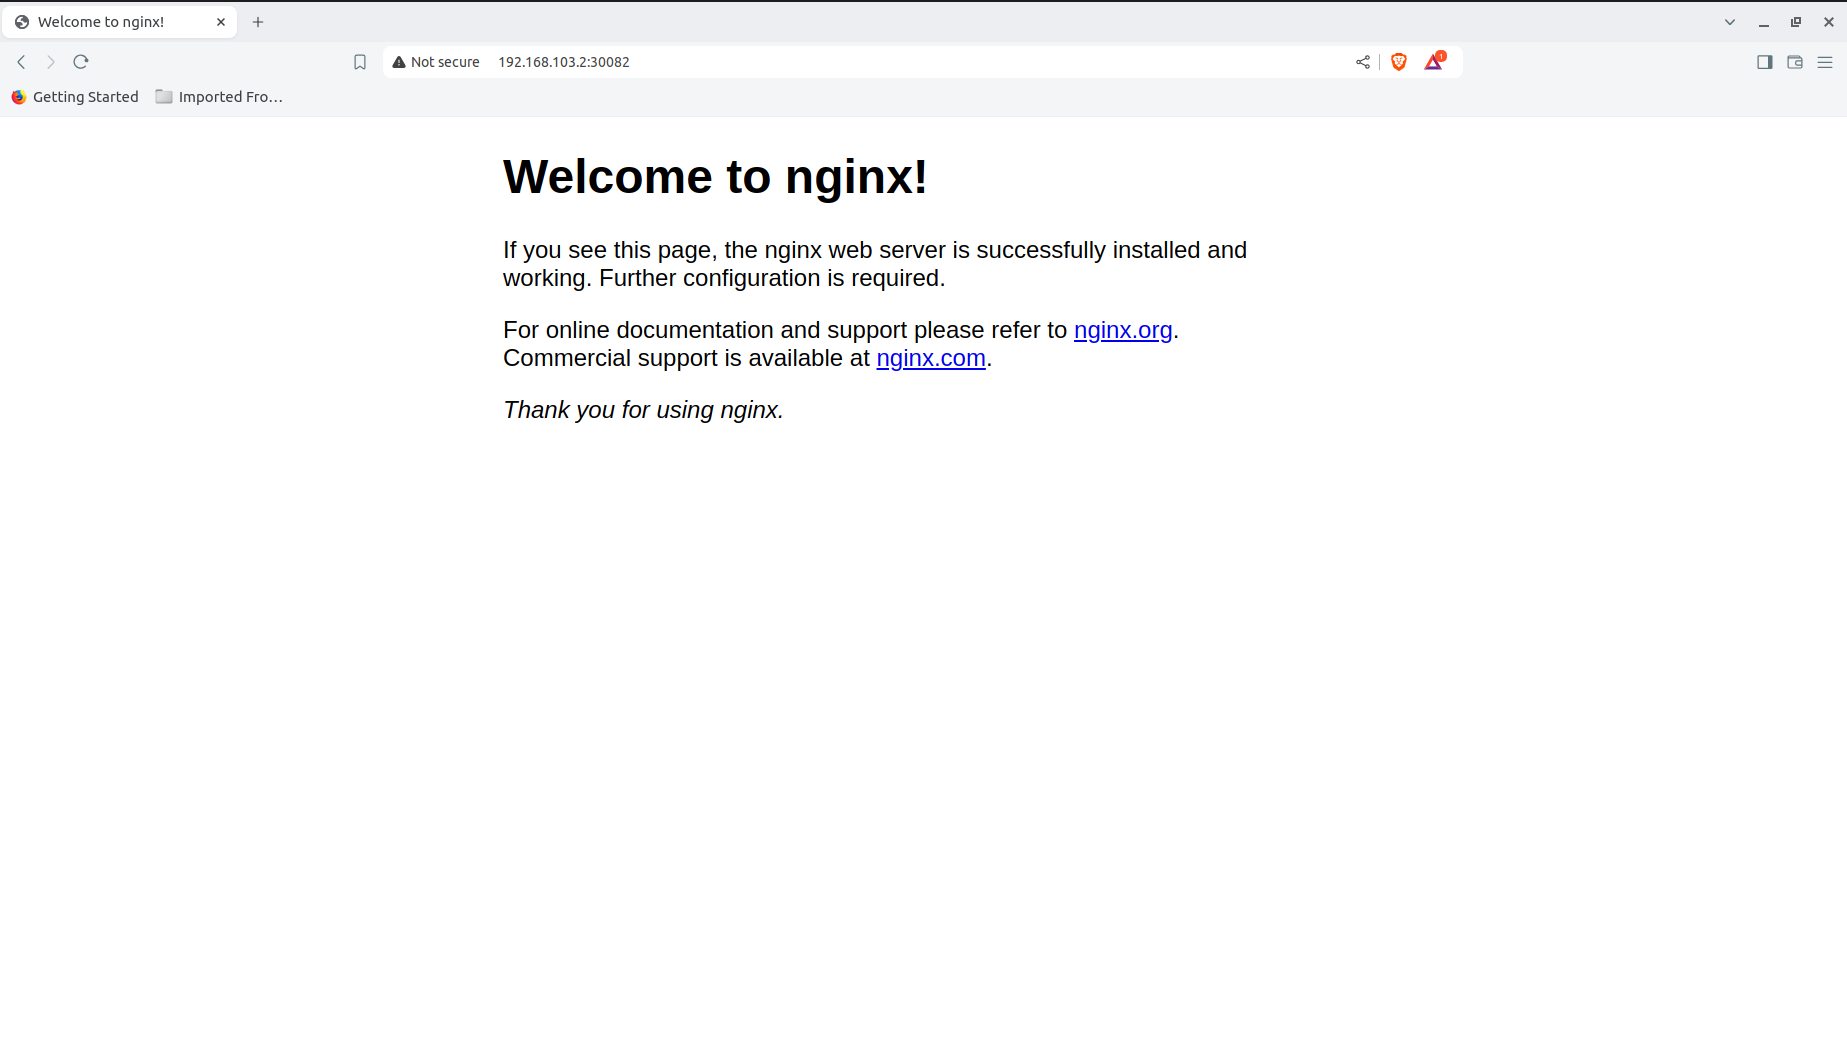 Welcome to nginx!
Not secure 192.168.103.2:30082
1
Getting Started Imported Fro...
Welcome to nginx!
If you see this page, the nginx web server is successfully installed and
working. Further configuration is required.
For online documentation and support please refer to nginx.org.
Commercial support is available at nginx.com.
Thank you for using nginx.